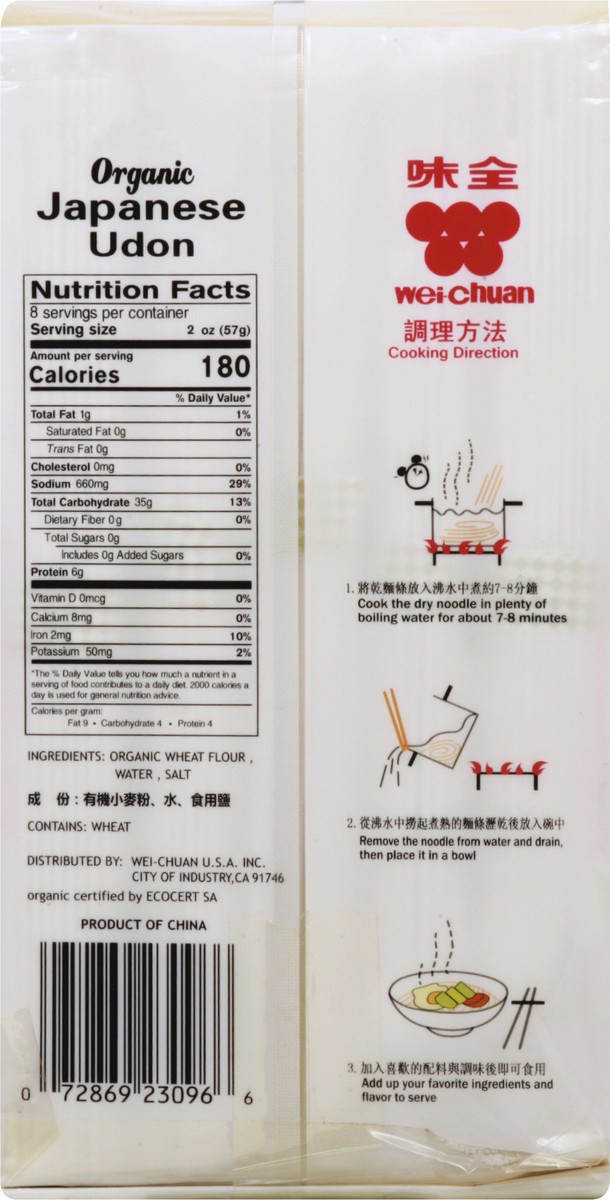 Organic
Japanese
Udon
Nutrition Facts
8 servings per container
Serving size 2 oz (57g)
Amount per serving
Calories 180
% Daily Value*
Total Fat 1g 1%
Saturated Fat 0g 0%
Trans Fat 0g
Cholesterol 0mg 0%
Sodium 660mg 29%
Total Carbohydrate 35g 13%
Dietary Fiber 0g 0%
Total Sugars 0g
Includes 0g Added Sugars 0%
Protein 6g
Vitamin D 0mcg 0%
Calcium 8mg 0%
Iron 2mg 10%
Potassium 50mg 2%
*The % Daily Value tells you how much a nutrient in a
serving of food contributes to a daily diet. 2000 calories a
day is used for general nutrition advice.
Calories per gram:
Fat 9 • Carbohydrate 4 • Protein 4
INGREDIENTS: ORGANIC WHEAT FLOUR ,
WATER , SALT
成 份 : 有機小麥粉、水、食用鹽
CONTAINS: WHEAT
DISTRIBUTED BY: WEI-CHUAN U.S.A. INC.
CITY OF INDUSTRY,CA 91746
organic certified by ECOCERT SA
PRODUCT OF CHINA
0 72869 23096 6
味全
wei-chuan
調理方法
Cooking Direction
1. 將乾麵條放入沸水中煮約7-8分鐘
Cook the dry noodle in plenty of
boiling water for about 7-8 minutes
2. 從沸水中撈起煮熟的麵條瀝乾後放入碗中
Remove the noodle from water and drain,
then place it in a bowl
3. 加入喜歡的配料與調味後即可食用
Add up your favorite ingredients and
flavor to serve